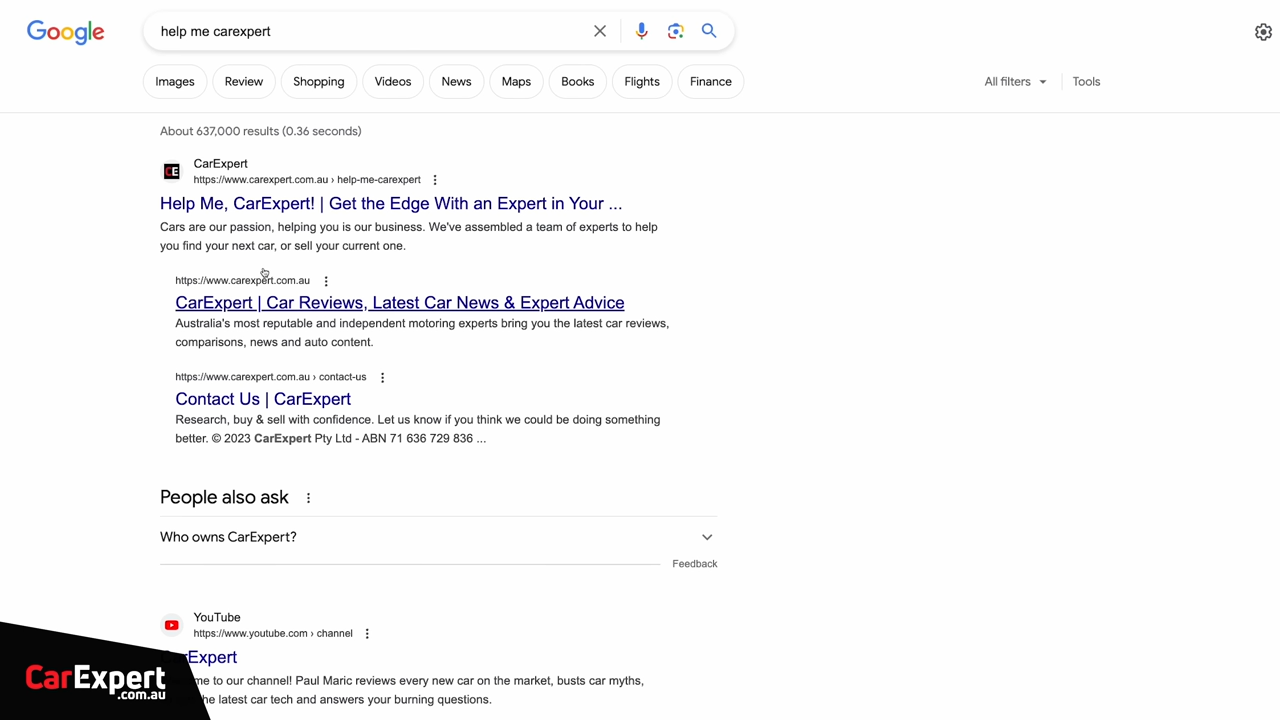 Google
help me carexpert
Images
Review
Shopping
Videos
News
Maps
Books
Flights
Finance
All filters
Tools
About 637,000 results (0.36 seconds)
CE
CarExpert
https://www.carexpert.com.au › help-me-carexpert
Help Me, CarExpert! | Get the Edge With an Expert in Your ...
Cars are our passion, helping you is our business. We've assembled a team of experts to help
you find your next car, or sell your current one.
https://www.carexpert.com.au
CarExpert | Car Reviews, Latest Car News & Expert Advice
Australia's most reputable and independent motoring experts bring you the latest car reviews,
comparisons, news and auto content.
https://www.carexpert.com.au › contact-us
Contact Us | CarExpert
Research, buy & sell with confidence. Let us know if you think we could be doing something
better. © 2023 CarExpert Pty Ltd - ABN 71 636 729 836 ...
People also ask
Who owns CarExpert?
Feedback
YouTube
https://www.youtube.com › channel
arExpert
me to our channel! Paul Maric reviews every new car on the market, busts car myths,
the latest car tech and answers your burning questions.
CarExpert
.com.au